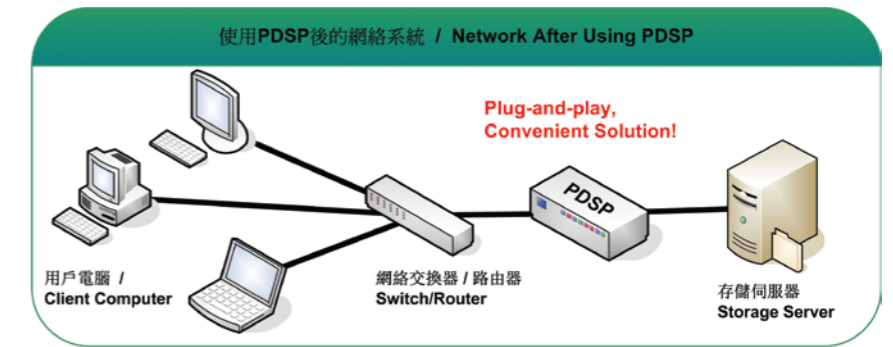 使用PDSP後的網絡系統 / Network After Using PDSP
Plug-and-play,
Convenient Solution!
PDSP
用戶電腦 /
Client Computer
網絡交換器 / 路由器
Switch/Router
存儲伺服器
Storage Server